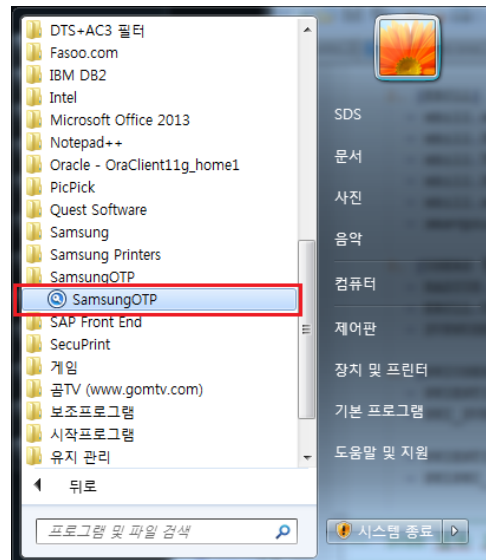 DTS+AC3 필터
Fasoo.com
IBM DB2
Intel
Microsoft Office 2013
Notepad++
Oracle - OraClient11g_home1
PicPick
Quest Software
Samsung
Samsung Printers
SamsungOTP
SamsungOTP
SAP Front End
SecuPrint
게임
곰TV (www.gomtv.com)
보조프로그램
시작프로그램
유지 관리
뒤로
프로그램 및 파일 검색
SDS
문서
사진
음악
컴퓨터
제어판
장치 및 프린터
기본 프로그램
도움말 및 지원
시스템 종료